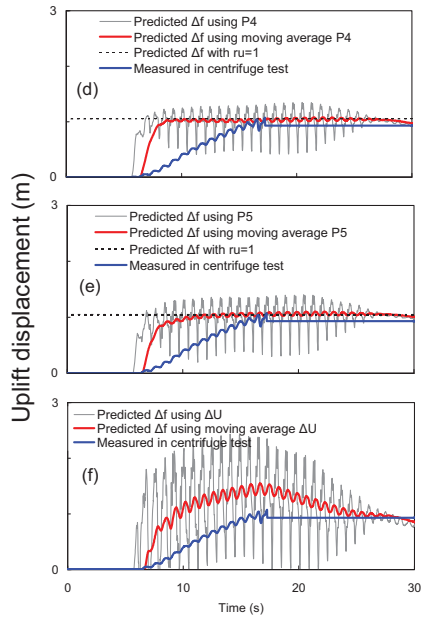 Uplift displacement (m)
3
Predicted Δf using P4
Predicted Δf using moving average P4
Predicted Δf with ru=1
Measured in centrifuge test
(d)
0
3
Predicted Δf using P5
Predicted Δf using moving average P5
Predicted Δf with ru=1
Measured in centrifuge test
(e)
0
3
Predicted Δf using ΔU
Predicted Δf using moving average ΔU
Measured in centrifuge test
(f)
0
0 10 20 30
Time (s)